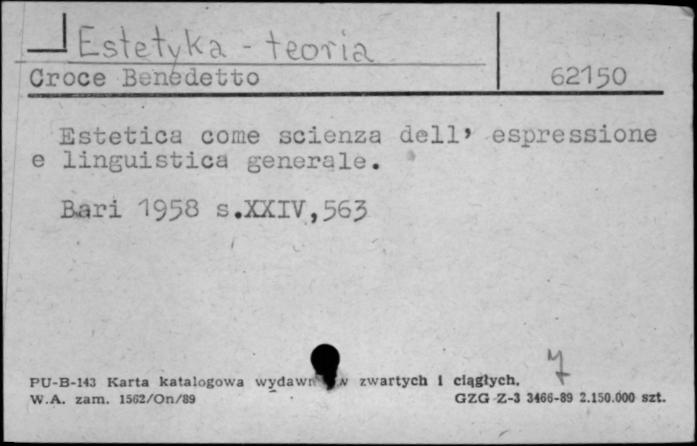 Estetyka - teoria
Croce Benedetto 62150
Estetica come scienza dell' espressione
e linguistica generale.
Bari 1958 s.XXIV,563
7
PU-B-143 Karta katalogowa zwartych i ciągłych.
W.A. zam. 1562/On/89 GZG Z-3 3466-89 2.150.000 szt.